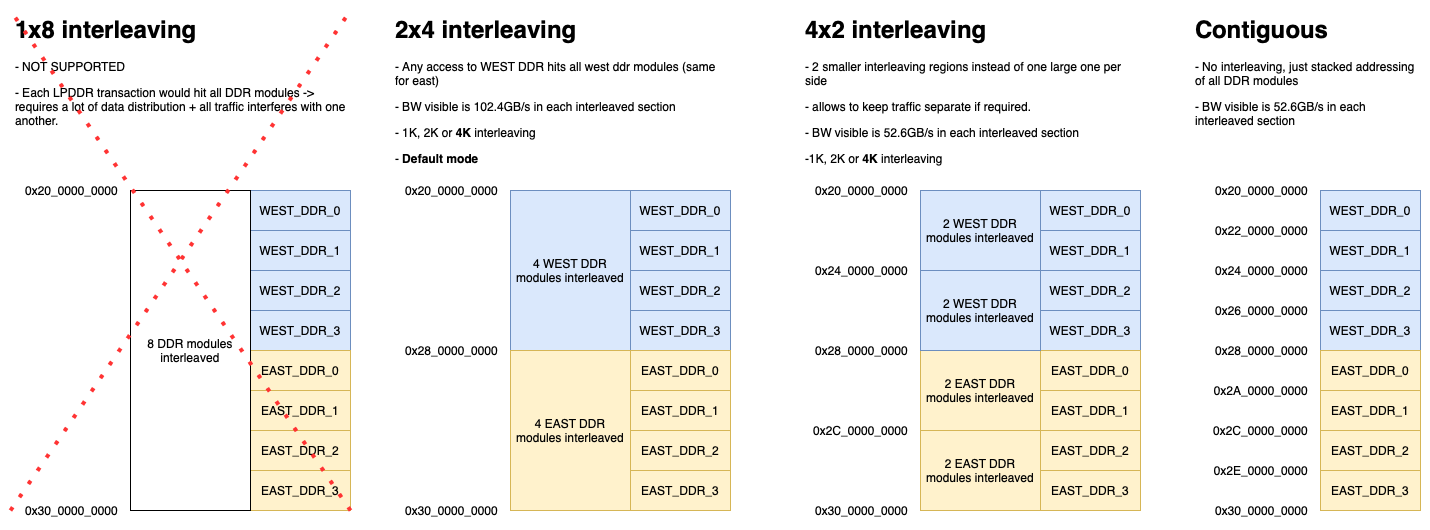 1x8 interleaving
- NOT SUPPORTED
- Each LPDDR transaction would hit all DDR modules ->
requires a lot of data distribution + all traffic interferes with one
another.
0x20_0000_0000
8 DDR modules
interleaved
WEST_DDR_0
WEST_DDR_1
WEST_DDR_2
WEST_DDR_3
EAST_DDR_0
EAST_DDR_1
EAST_DDR_2
EAST_DDR_3
0x30_0000_0000
2x4 interleaving
- Any access to WEST DDR hits all west ddr modules (same
for east)
- BW visible is 102.4GB/s in each interleaved section
- 1K, 2K or 4K interleaving
- Default mode
0x20_0000_0000
4 WEST DDR
modules interleaved
WEST_DDR_0
WEST_DDR_1
WEST_DDR_2
WEST_DDR_3
0x28_0000_0000
4 EAST DDR
modules interleaved
EAST_DDR_0
EAST_DDR_1
EAST_DDR_2
EAST_DDR_3
0x30_0000_0000
4x2 interleaving
- 2 smaller interleaving regions instead of one large one per
side
- allows to keep traffic separate if required.
- BW visible is 52.6GB/s in each interleaved section
-1K, 2K or 4K interleaving
0x20_0000_0000
2 WEST DDR
modules interleaved
WEST_DDR_0
WEST_DDR_1
0x24_0000_0000
2 WEST DDR
modules interleaved
WEST_DDR_2
WEST_DDR_3
0x28_0000_0000
2 EAST DDR
modules interleaved
EAST_DDR_0
EAST_DDR_1
0x2C_0000_0000
2 EAST DDR
modules interleaved
EAST_DDR_2
EAST_DDR_3
0x30_0000_0000
Contiguous
- No interleaving, just stacked addressing
of all DDR modules
- BW visible is 52.6GB/s in each
interleaved section
0x20_0000_0000
WEST_DDR_0
0x22_0000_0000
WEST_DDR_1
0x24_0000_0000
WEST_DDR_2
0x26_0000_0000
WEST_DDR_3
0x28_0000_0000
EAST_DDR_0
0x2A_0000_0000
EAST_DDR_1
0x2C_0000_0000
EAST_DDR_2
0x2E_0000_0000
EAST_DDR_3
0x30_0000_0000